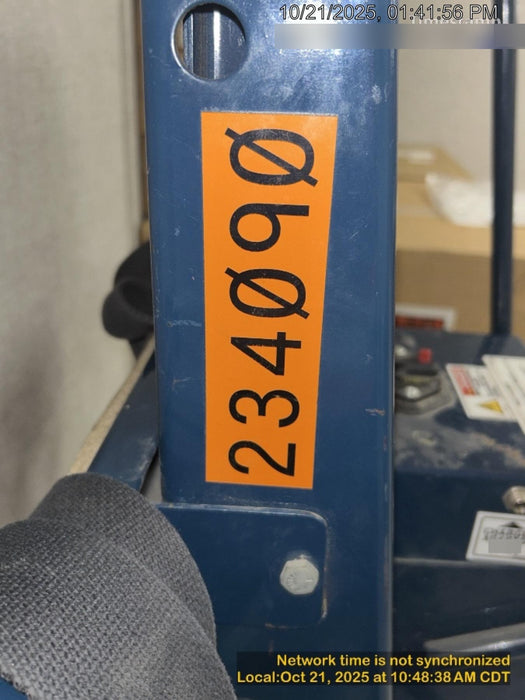 10/21/2025, 01:41:56 PM
234090
Network time is not synchronized
Local:Oct 21, 2025 at 10:48:38 AM CDT